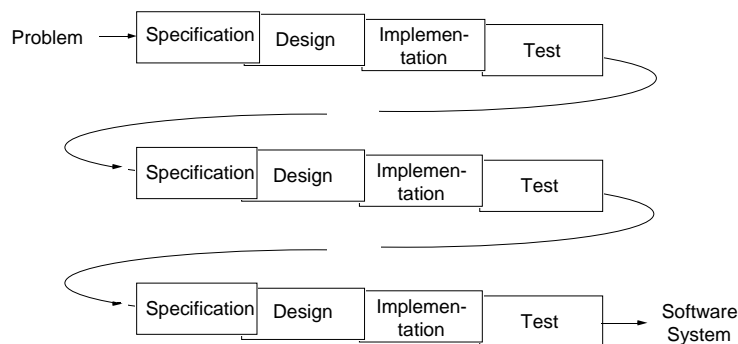 Problem
Specification
Design
Implemen-
tation
Test
Specification
Design
Implemen-
tation
Test
Specification
Design
Implemen-
tation
Test
Software
System